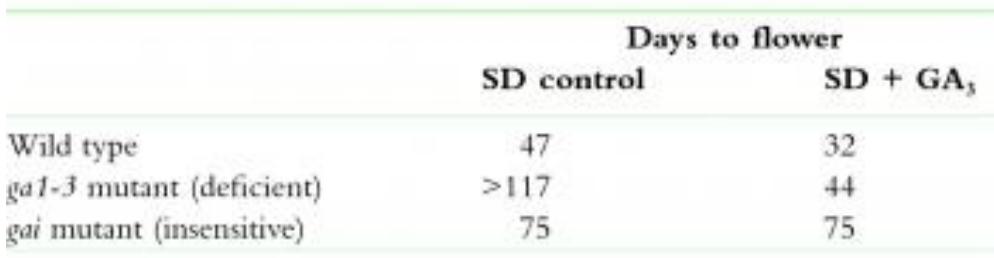 Days to flower
SD control SD + GA₃
Wild type 47 32
ga1-3 mutant (deficient) >117 44
gai mutant (insensitive) 75 75